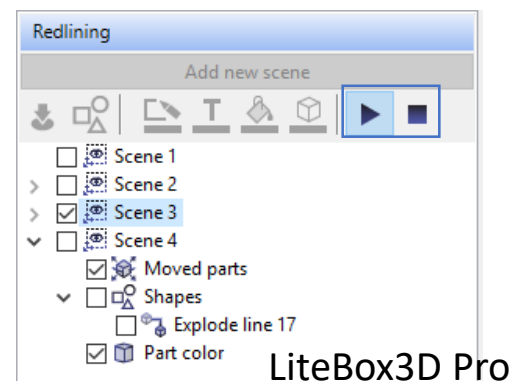 Redlining
Add new scene
T
Scene 1
Scene 2
Scene 3
Scene 4
Moved parts
Shapes
Explode line 17
Part color
LiteBox3D Pro